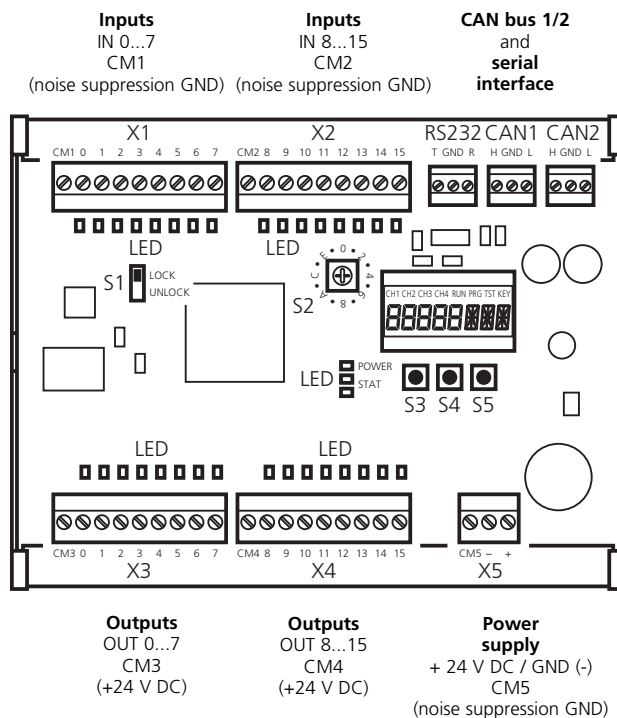 Inputs Inputs CAN bus 1/2
IN 0...7 IN 8...15 and
CM1 CM2 serial
(noise suppression GND) (noise suppression GND) interface
X1 X2 RS232 CAN1 CAN2
CM1 0 1 2 3 4 5 6 7 CM2 8 9 10 11 12 13 14 15 T GND R H GND L H GND L
LED LED
S1 LOCK
UNLOCK
S2 0 2 4 6 8 A C E
CH1 CH2 CH3 CH4 RUN PRG TST KEY
LED POWER
STAT
S3 S4 S5
LED LED
CM3 0 1 2 3 4 5 6 7 CM4 8 9 10 11 12 13 14 15 CM5 – +
X3 X4 X5
Outputs Outputs Power
OUT 0...7 OUT 8...15 supply
CM3 CM4 + 24 V DC / GND (-)
(+24 V DC) (+24 V DC) CM5
(noise suppression GND)